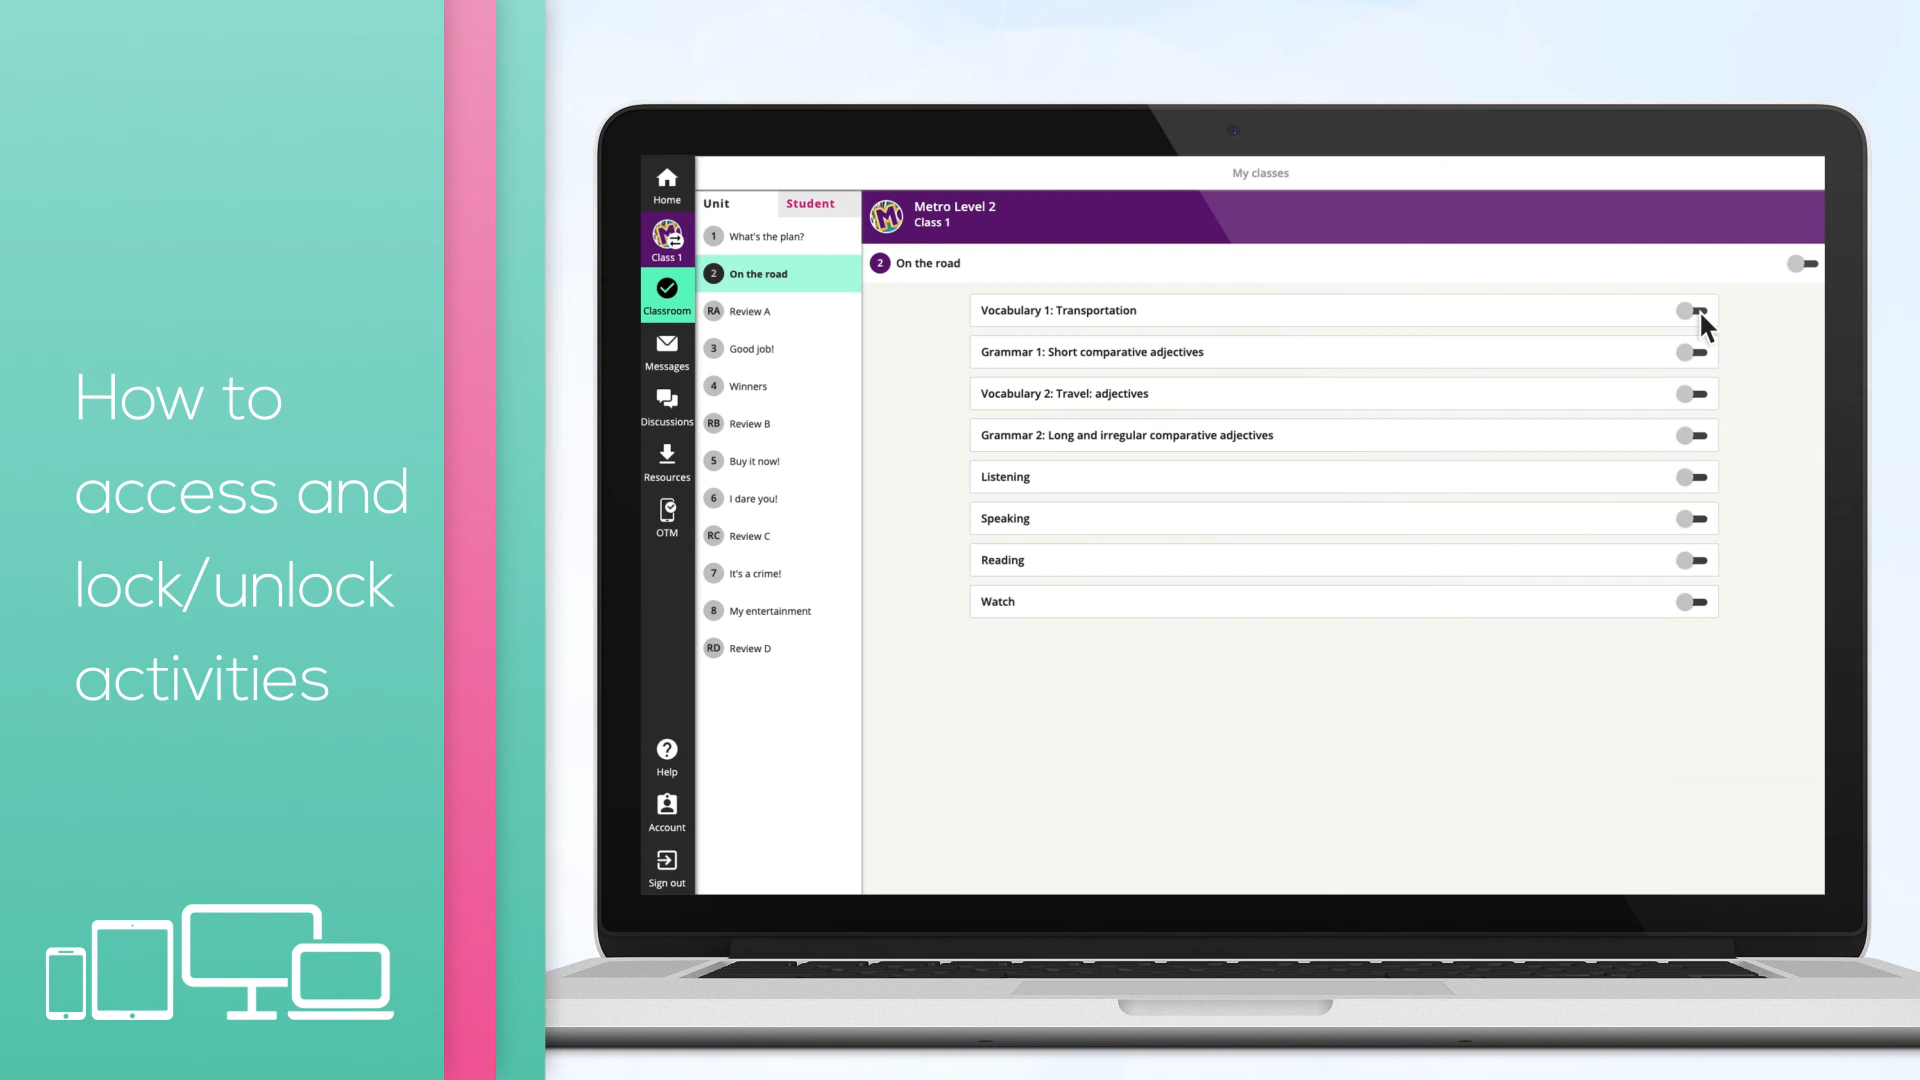 How to
access and
lock/unlock
activities
My classes
Home
Class 1
Classroom
Messages
Discussions
Resources
OTM
Help
Account
Sign out
Unit
Student
1 What's the plan?
2 On the road
RA Review A
3 Good job!
4 Winners
RB Review B
5 Buy it now!
6 I dare you!
RC Review C
7 It's a crime!
8 My entertainment
RD Review D
M
Metro Level 2
Class 1
2 On the road
Vocabulary 1: Transportation
Grammar 1: Short comparative adjectives
Vocabulary 2: Travel: adjectives
Grammar 2: Long and irregular comparative adjectives
Listening
Speaking
Reading
Watch